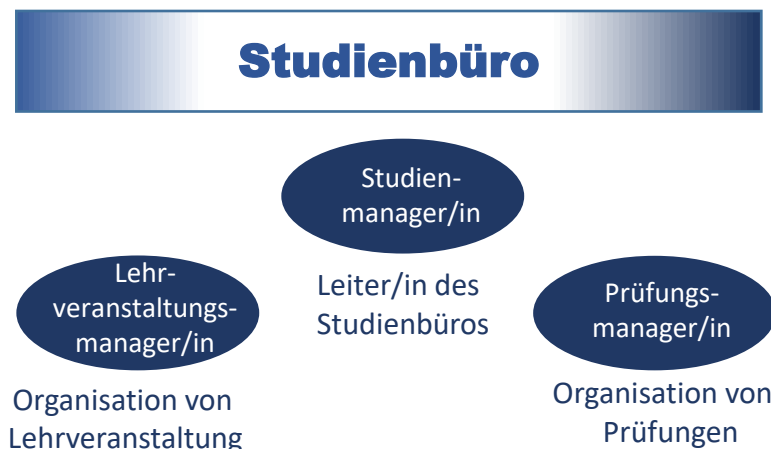 Studienbüro
Studien-
manager/in
Leiter/in des
Studienbüros
Lehr-
veranstaltungs-
manager/in
Organisation von
Lehrveranstaltung
Prüfungs-
manager/in
Organisation von
Prüfungen